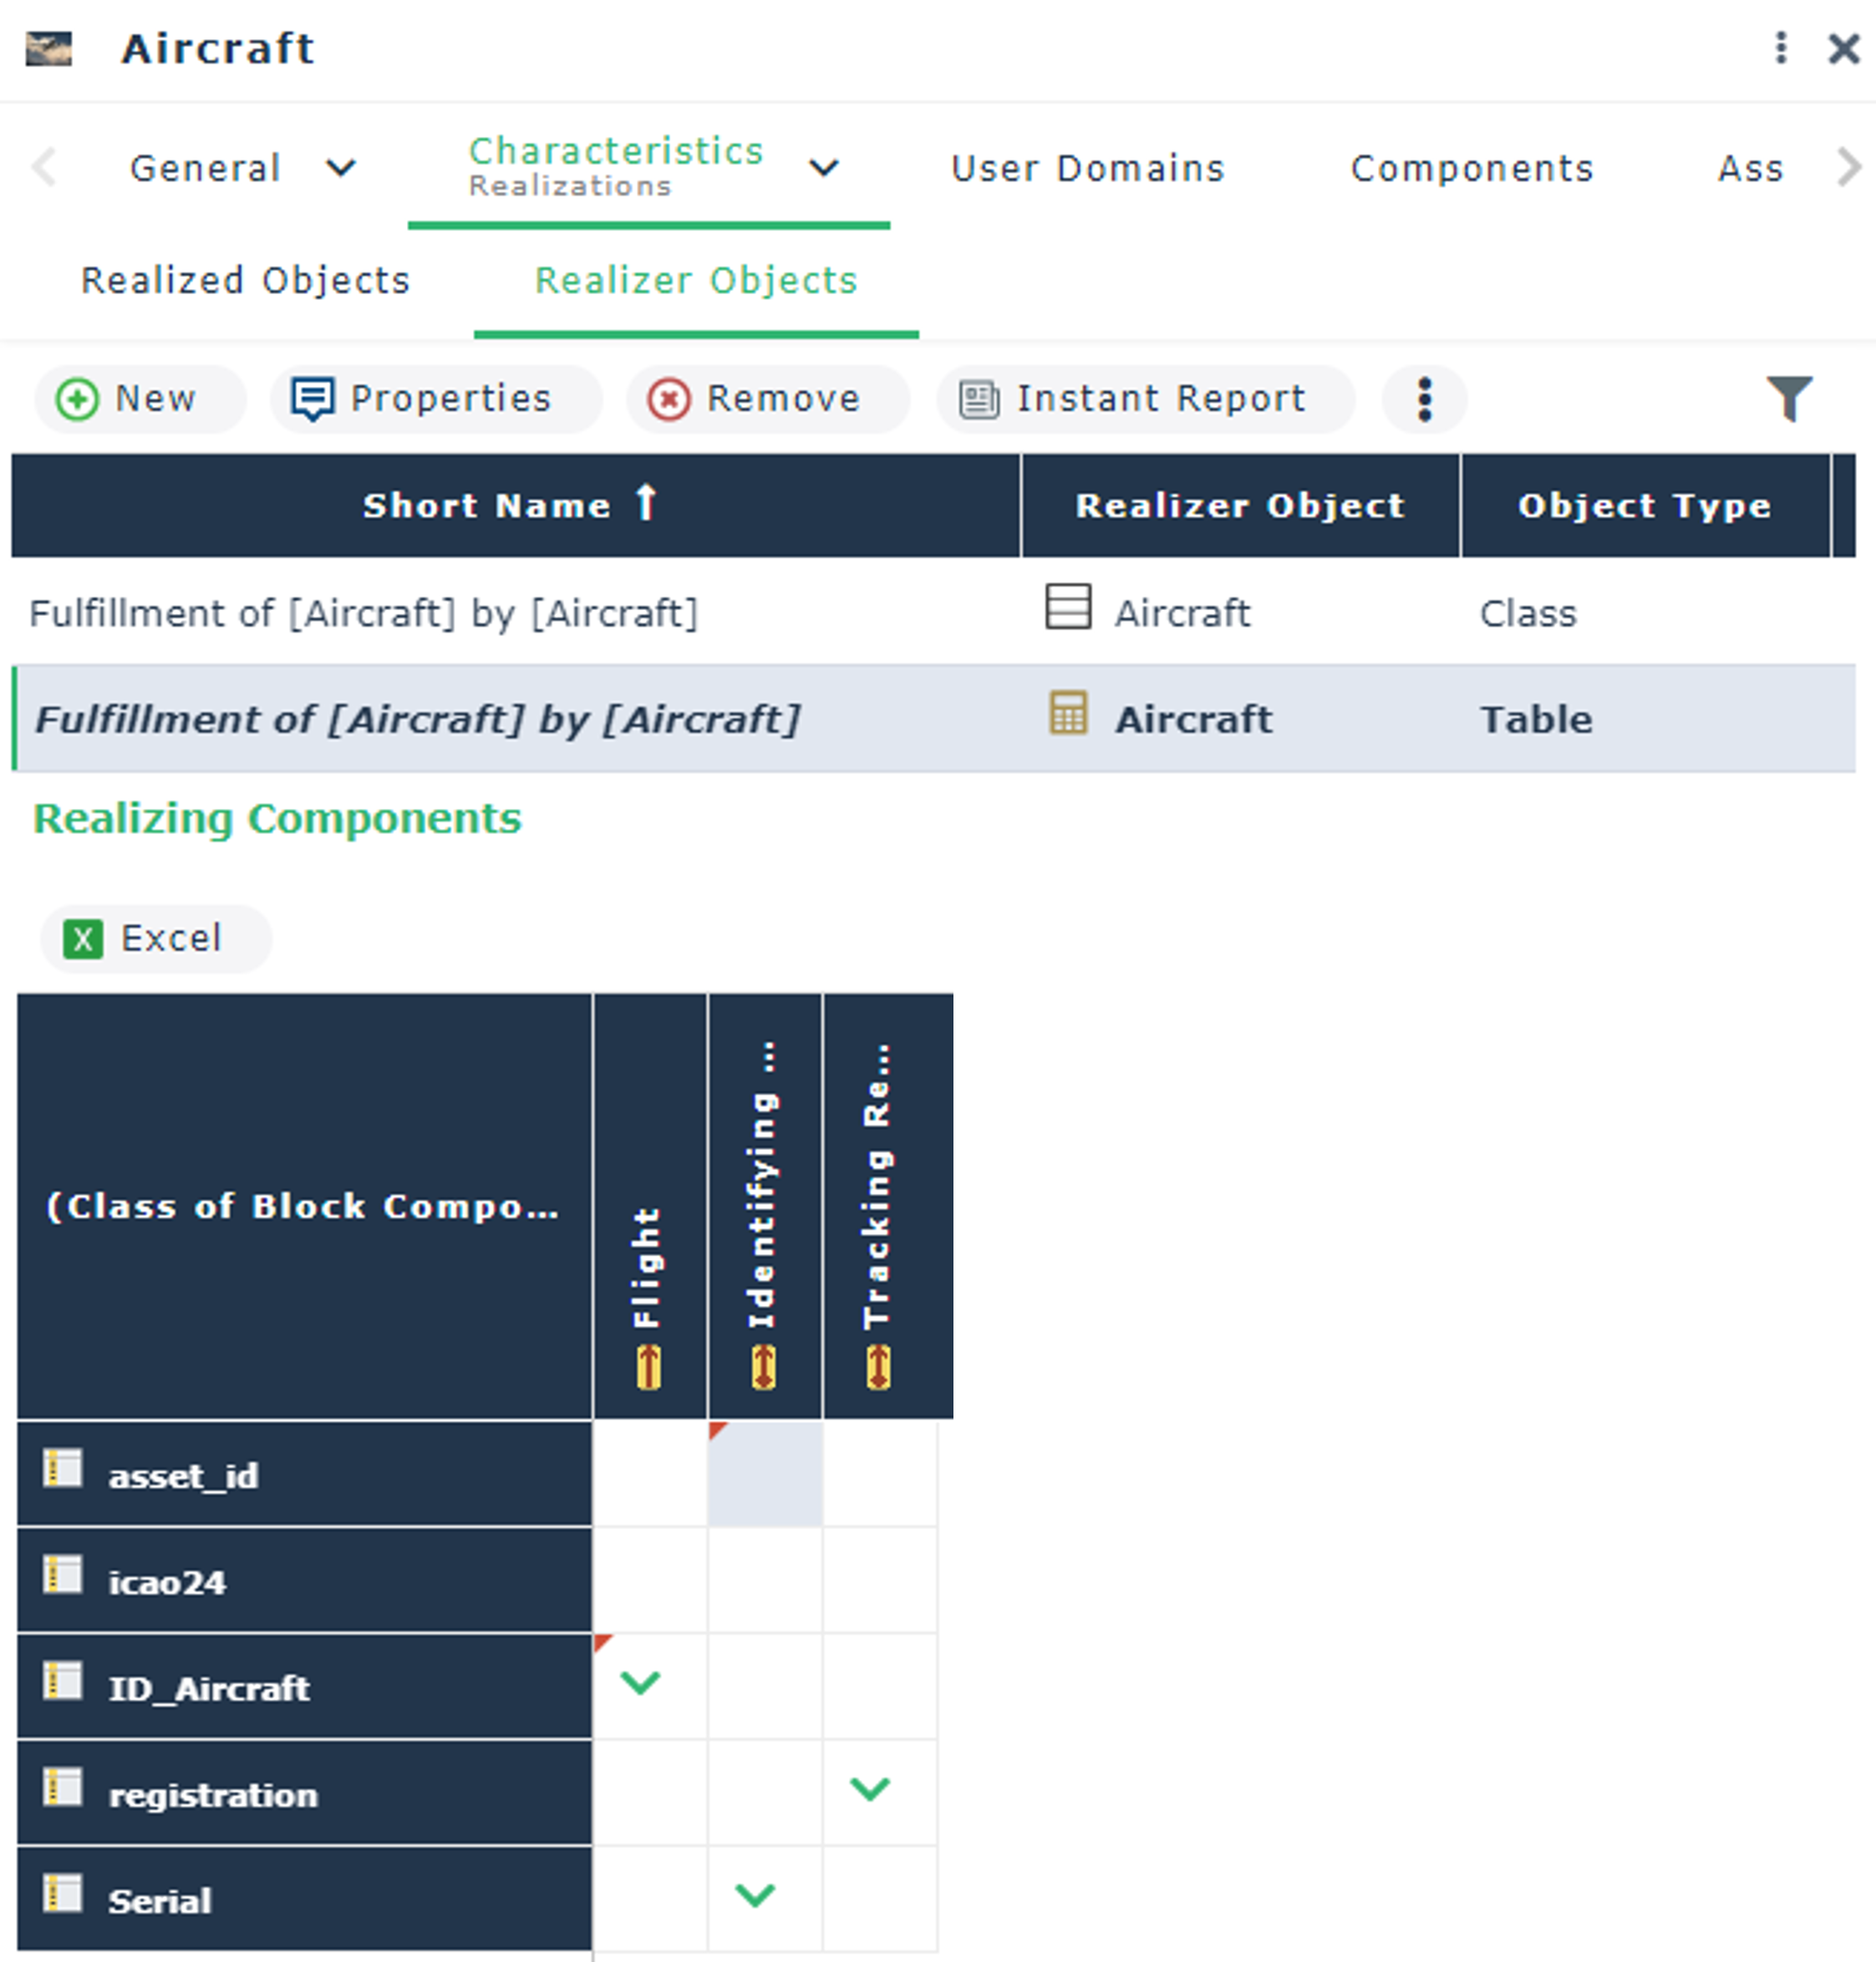 Aircraft
General
Characteristics
Realizations
User Domains
Components
Ass
Realized Objects
Realizer Objects
New
Properties
Remove
Instant Report
Short Name ↑
Realizer Object
Object Type
Fulfillment of [Aircraft] by [Aircraft]
Aircraft
Class
Fulfillment of [Aircraft] by [Aircraft]
Aircraft
Table
Realizing Components
X Excel
(Class of Block Compo...
Flight
Identifying ...
Tracking Re...
asset_id
icao24
ID_Aircraft
registration
Serial